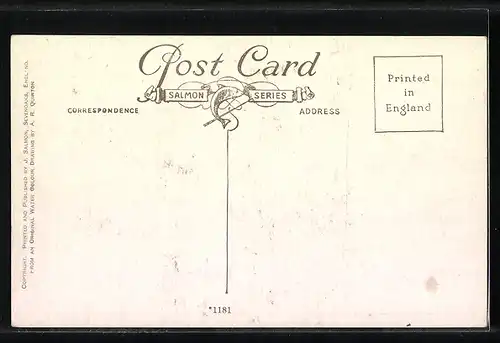 Post Card
SALMON SERIES
CORRESPONDENCE
ADDRESS
Printed
in
England
COPYRIGHT. PRINTED AND PUBLISHED BY J. SALMON, SEVENOAKS, ENGLAND.
FROM AN ORIGINAL WATER COLOUR DRAWING BY A. R. QUINTON
*1181